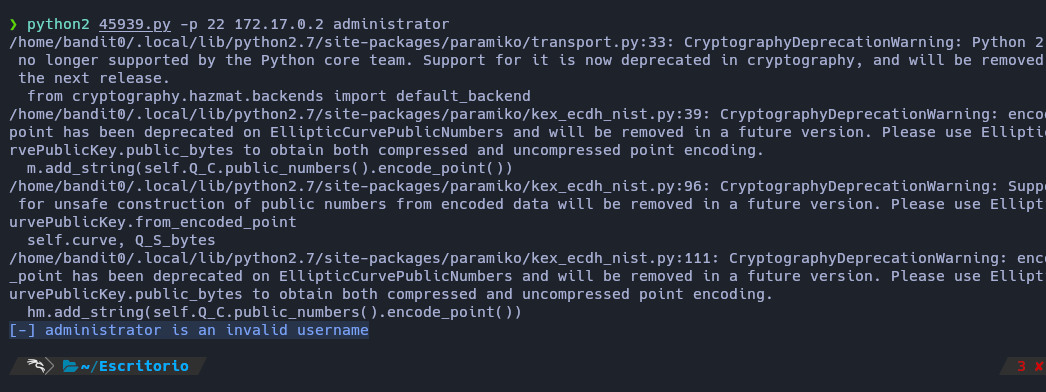 ❯ python2 45939.py -p 22 172.17.0.2 administrator
/home/bandit0/.local/lib/python2.7/site-packages/paramiko/transport.py:33: CryptographyDeprecationWarning: Python 2
 no longer supported by the Python core team. Support for it is now deprecated in cryptography, and will be removed
 the next release.
  from cryptography.hazmat.backends import default_backend
/home/bandit0/.local/lib/python2.7/site-packages/paramiko/kex_ecdh_nist.py:39: CryptographyDeprecationWarning: enco
point has been deprecated on EllipticCurvePublicNumbers and will be removed in a future version. Please use Ellipti
rvePublicKey.public_bytes to obtain both compressed and uncompressed point encoding.
  m.add_string(self.Q_C.public_numbers().encode_point())
/home/bandit0/.local/lib/python2.7/site-packages/paramiko/kex_ecdh_nist.py:96: CryptographyDeprecationWarning: Supp
 for unsafe construction of public numbers from encoded data will be removed in a future version. Please use Ellipt
urvePublicKey.from_encoded_point
  self.curve, Q_S_bytes
/home/bandit0/.local/lib/python2.7/site-packages/paramiko/kex_ecdh_nist.py:111: CryptographyDeprecationWarning: enc
_point has been deprecated on EllipticCurvePublicNumbers and will be removed in a future version. Please use Ellipt
urvePublicKey.public_bytes to obtain both compressed and uncompressed point encoding.
  hm.add_string(self.Q_C.public_numbers().encode_point())
[-] administrator is an invalid username
~/Escritorio 3 ✘